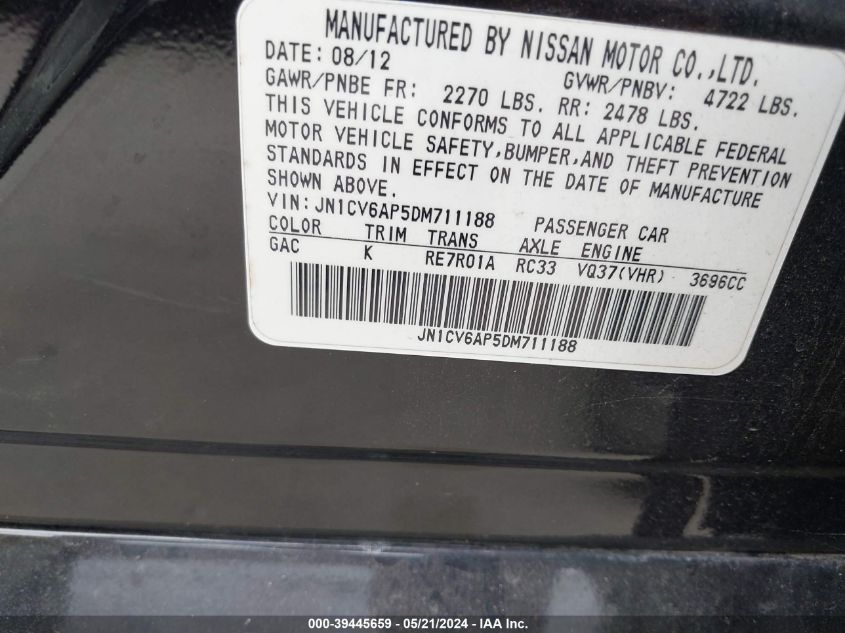 MANUFACTURED BY NISSAN MOTOR CO.,LTD.
DATE: 08/12 GVWR/PNBV: 4722 LBS.
GAWR/PNBE FR: 2270 LBS. RR: 2478 LBS.
THIS VEHICLE CONFORMS TO ALL APPLICABLE FEDERAL
MOTOR VEHICLE SAFETY,BUMPER,AND THEFT PREVENTION
STANDARDS IN EFFECT ON THE DATE OF MANUFACTURE
SHOWN ABOVE.
VIN:JN1CV6AP5DM711188 PASSENGER CAR
COLOR TRIM TRANS AXLE ENGINE
GAC K RE7R01A RC33 VQ37(VHR) 3696CC
JN1CV6AP5DM711188
000-39445659 - 05/21/2024 - IAAI.COM.